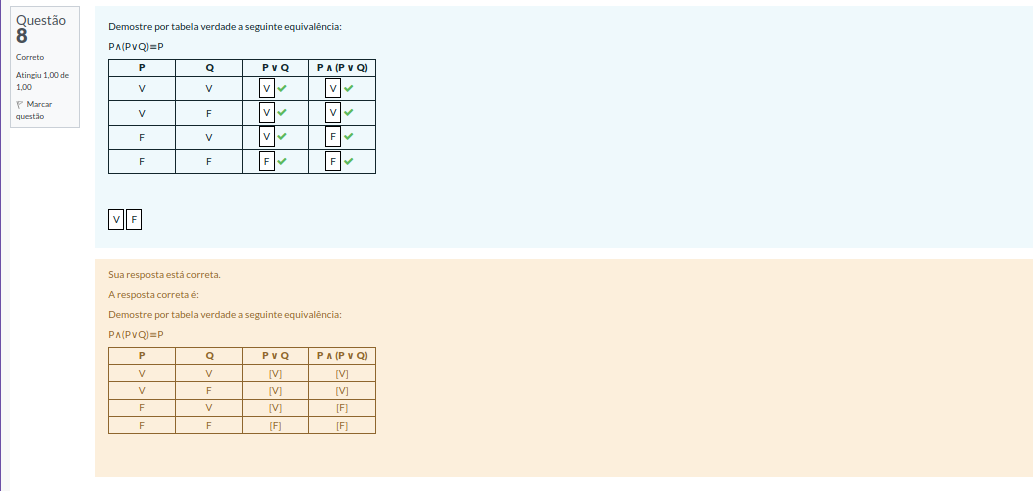 Questão
8
Correto
Atingiu 1,00 de
1,00
Marcar
questão
Demostre por tabela verdade a seguinte equivalência:
P∧(P∨Q)≡P
P Q P ∨ Q P ∧ (P ∨ Q)
V V V V
V F V V
F V V F
F F F F
V F
Sua resposta está correta.
A resposta correta é:
Demostre por tabela verdade a seguinte equivalência:
P∧(P∨Q)≡P
P Q P ∨ Q P ∧ (P ∨ Q)
V V [V] [V]
V F [V] [V]
F V [V] [F]
F F [F] [F]